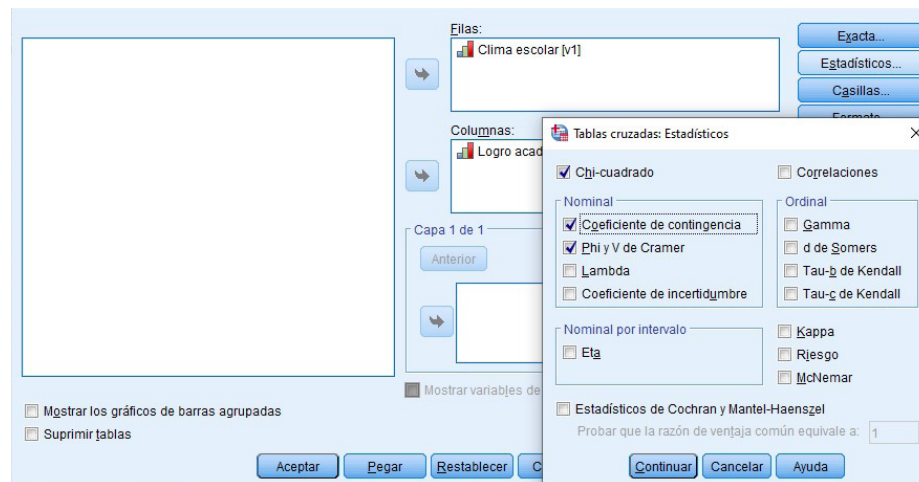 Filas:
Clima escolar [v1]
Exacta...
Estadísticos...
Casillas...
Columnas:
Logro acad
Capa 1 de 1
Anterior
Mostrar variables de
Mostrar los gráficos de barras agrupadas
Suprimir tablas
Aceptar
Pegar
Restablecer
C
Tablas cruzadas: Estadísticos
Chi-cuadrado
Correlaciones
Nominal
Coeficiente de contingencia
Phi y V de Cramer
Lambda
Coeficiente de incertidumbre
Ordinal
Gamma
d de Somers
Tau-b de Kendall
Tau-c de Kendall
Nominal por intervalo
Eta
Kappa
Riesgo
McNemar
Estadísticos de Cochran y Mantel-Haenszel
Probar que la razón de ventaja común equivale a: 1
Continuar
Cancelar
Ayuda